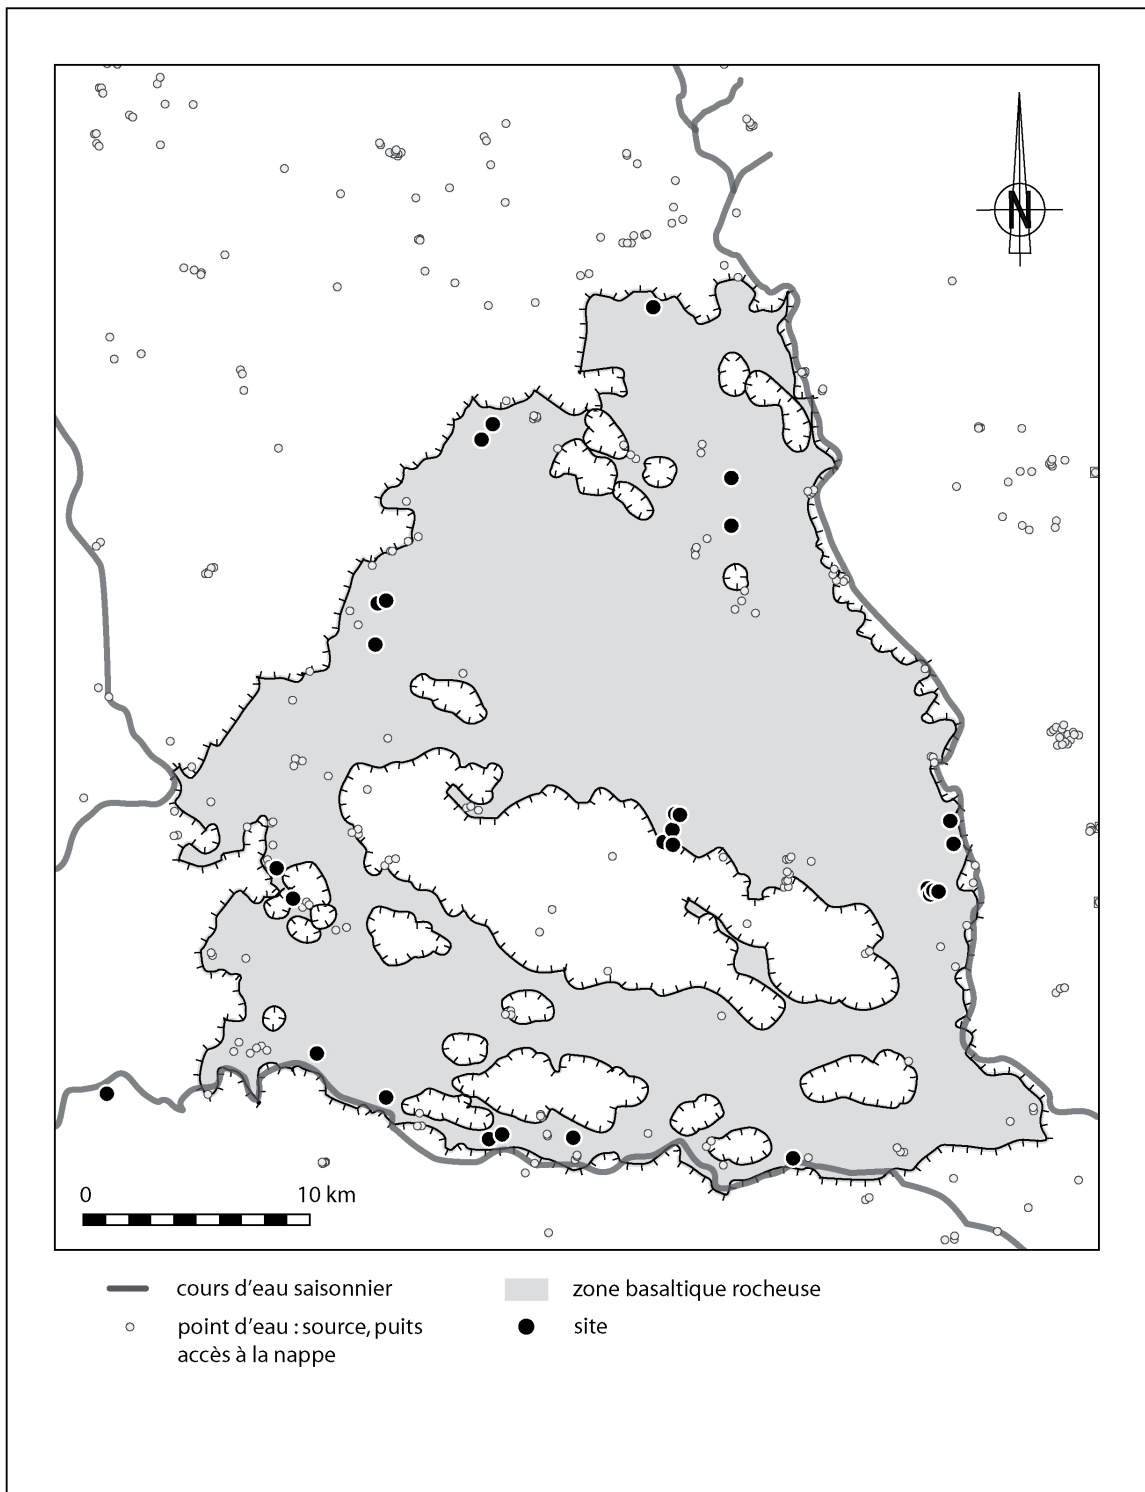 N
0 10 km
cours d'eau saisonnier
zone basaltique rocheuse
point d'eau : source, puits
accès à la nappe
site